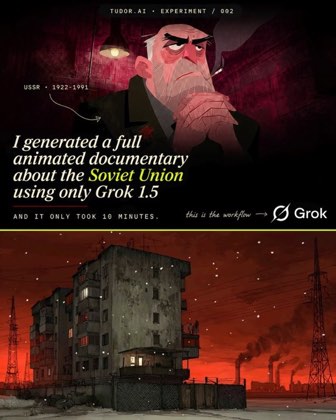 TUDOR.AI • EXPERIMENT / 002
USSR • 1922-1991
I generated a full
animated documentary
about the Soviet Union
using only Grok 1.5
AND IT ONLY TOOK 10 MINUTES.
this is the workflow → Grok